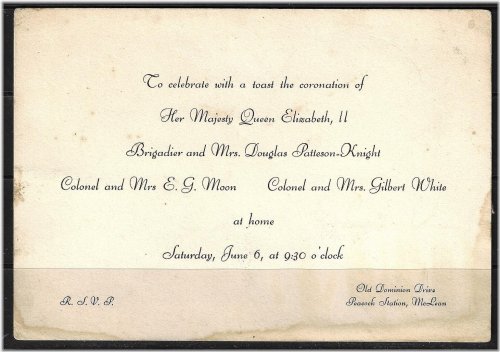 To celebrate with a toast the coronation of
Her Majesty Queen Elizabeth, II
Brigadier and Mrs. Douglas Patteson-Knight
Colonel and Mrs E. G. Moon Colonel and Mrs. Gilbert White
at home
Saturday, June 6, at 9:30 o'clock
R. S. V. P.
Old Dominion Drive
Peacock Station, McLean